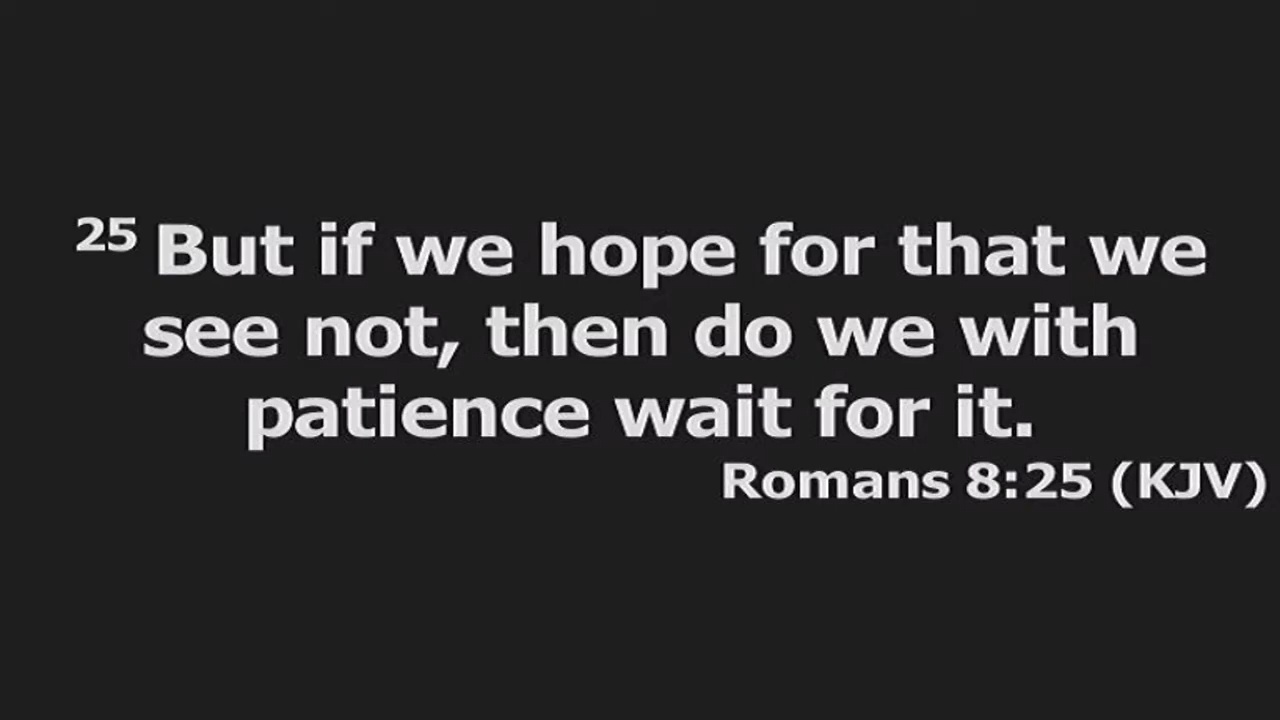 25 But if we hope for that we
see not, then do we with
patience wait for it.
Romans 8:25 (KJV)